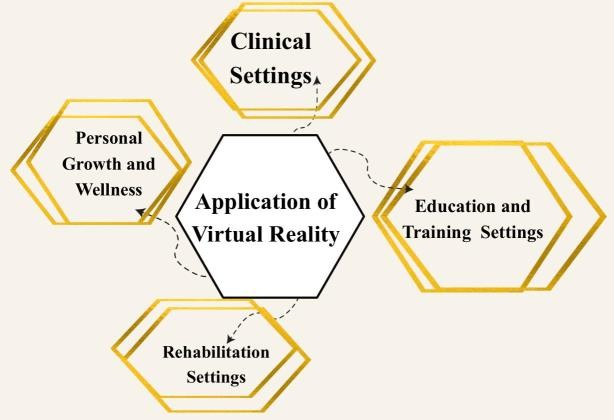 Clinical
Settings
Personal
Growth and
Wellness
Application of
Virtual Reality
Education and
Training Settings
Rehabilitation
Settings